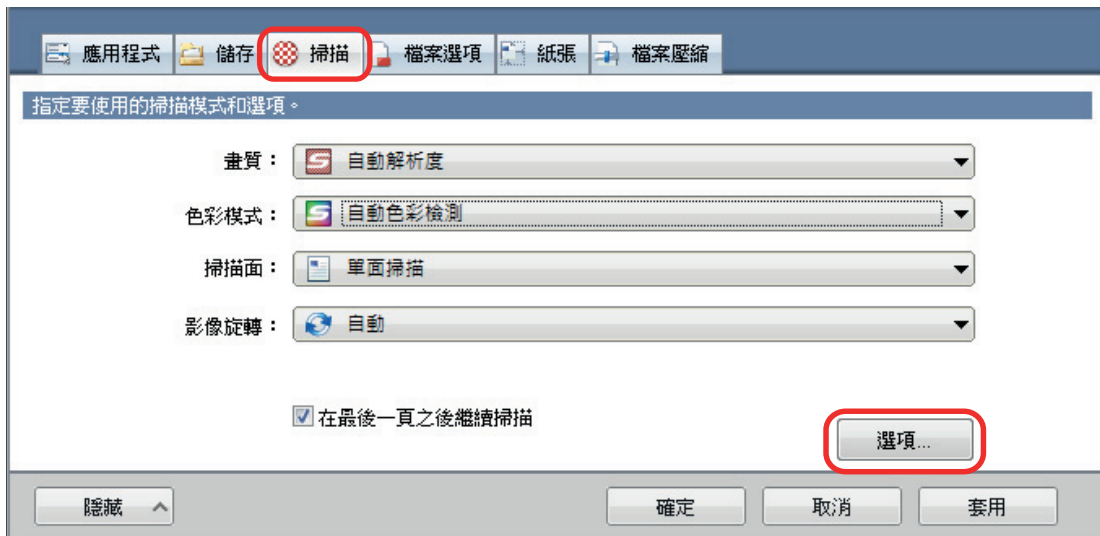 應用程式 儲存 掃描 檔案選項 紙張 檔案壓縮
指定要使用的掃描模式和選項。
畫質： 自動解析度
色彩模式： 自動色彩檢測
掃描面： 單面掃描
影像旋轉： 自動
在最後一頁之後繼續掃描
選項...
隱藏 確定 取消 套用